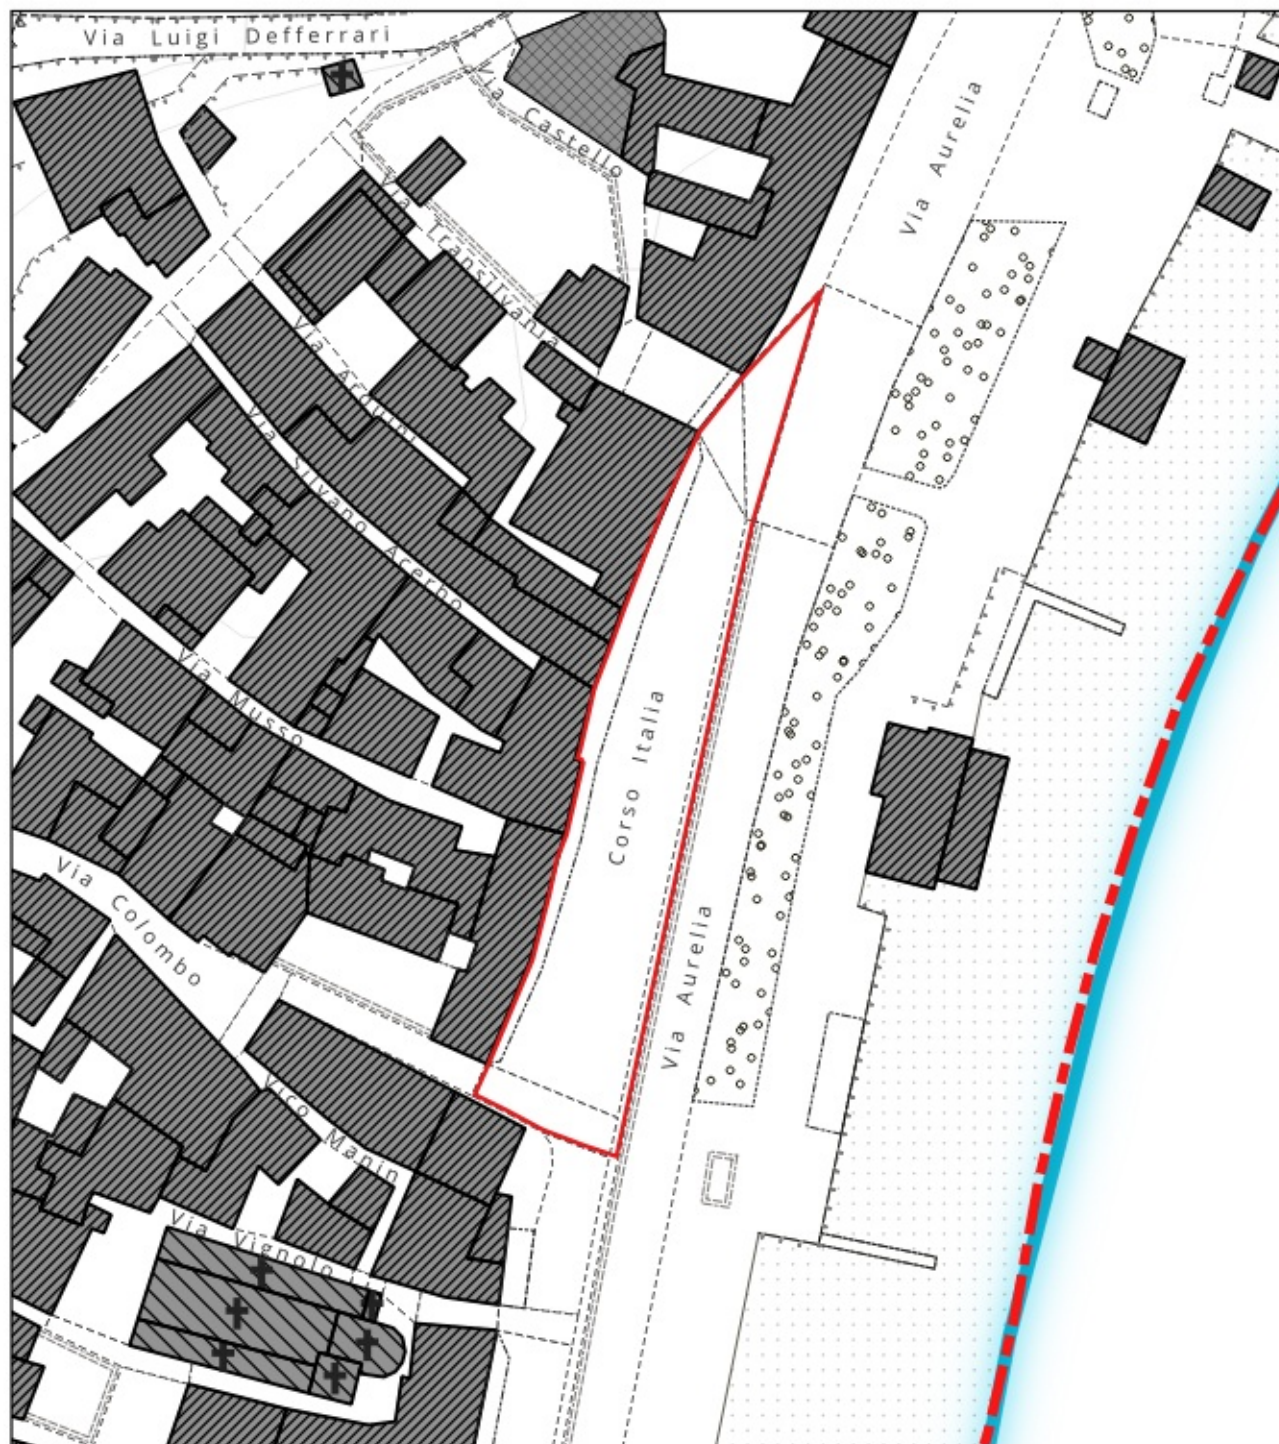 Via Luigi Defferrari
Via Castello
Via Aurelia
Via Transilvania
Via Arduini
Via Silvano Acerbo
Via Musso
Corso Italia
Via Colombo
Via Aurelia
Vico Manin
Via Vignolo